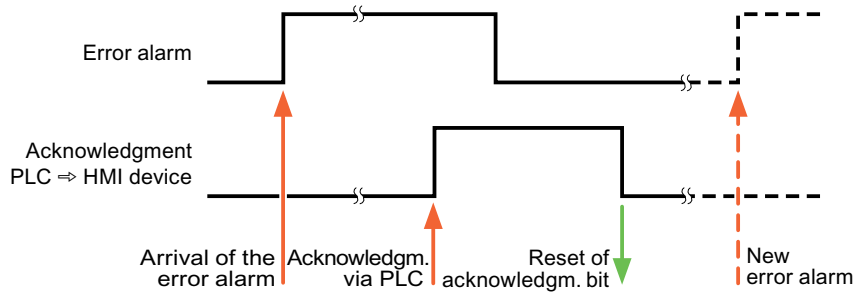 Error alarm
Acknowledgment
PLC ⇨ HMI device
Arrival of the
error alarm
Acknowledgm.
via PLC
Reset of
acknowledgm. bit
New
error alarm